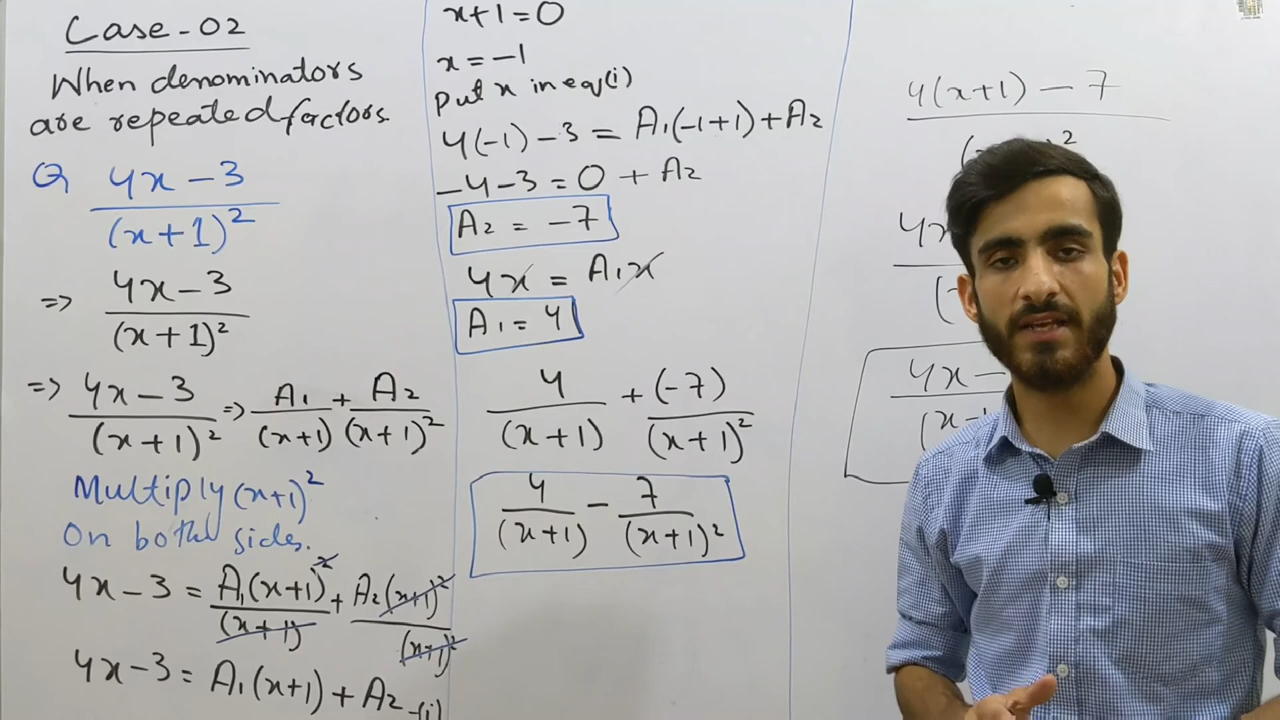 Case-02
When denominators
are repeated factors.
Q 4x-3
(x+1)²
=> 4x-3
(x+1)²
=> 4x-3 => A₁ + A₂
(x+1)² (x+1) (x+1)²
Multiply (x+1)²
On both sides.
4x-3 = A₁(x+1)² + A₂(x+1)²
(x+1) (x+1)²
4x-3 = A₁(x+1) + A₂ -(i)
x+1=0
x=-1
Put x in eq(i)
4(-1)-3 = A₁(-1+1)+A₂
-4-3=0+A₂
A₂ = -7
4x = A₁x
A₁ = 4
4 + (-7)
(x+1) (x+1)²
4 - 7
(x+1) (x+1)²
4(x+1)-7
)²
4x
(
4x-
(x+